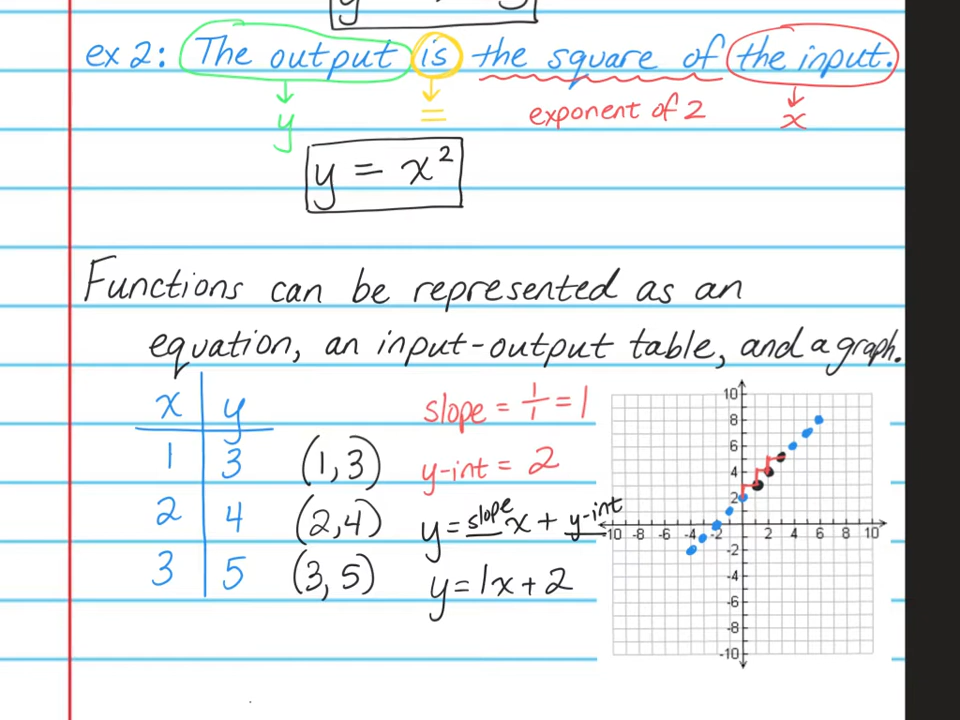 ex 2: The output is the square of the input.
y = exponent of 2 x
y = x²
Functions can be represented as an
equation, an input-output table, and a graph.
x y
1 3 (1,3)
2 4 (2,4)
3 5 (3,5)
slope = 1/1 = 1
y-int = 2
y = slope x + y-int
y = 1x + 2
10
8
6
4
2
-10 -8 -6 -4 -2 2 4 6 8 10
-2
-4
-6
-8
-10